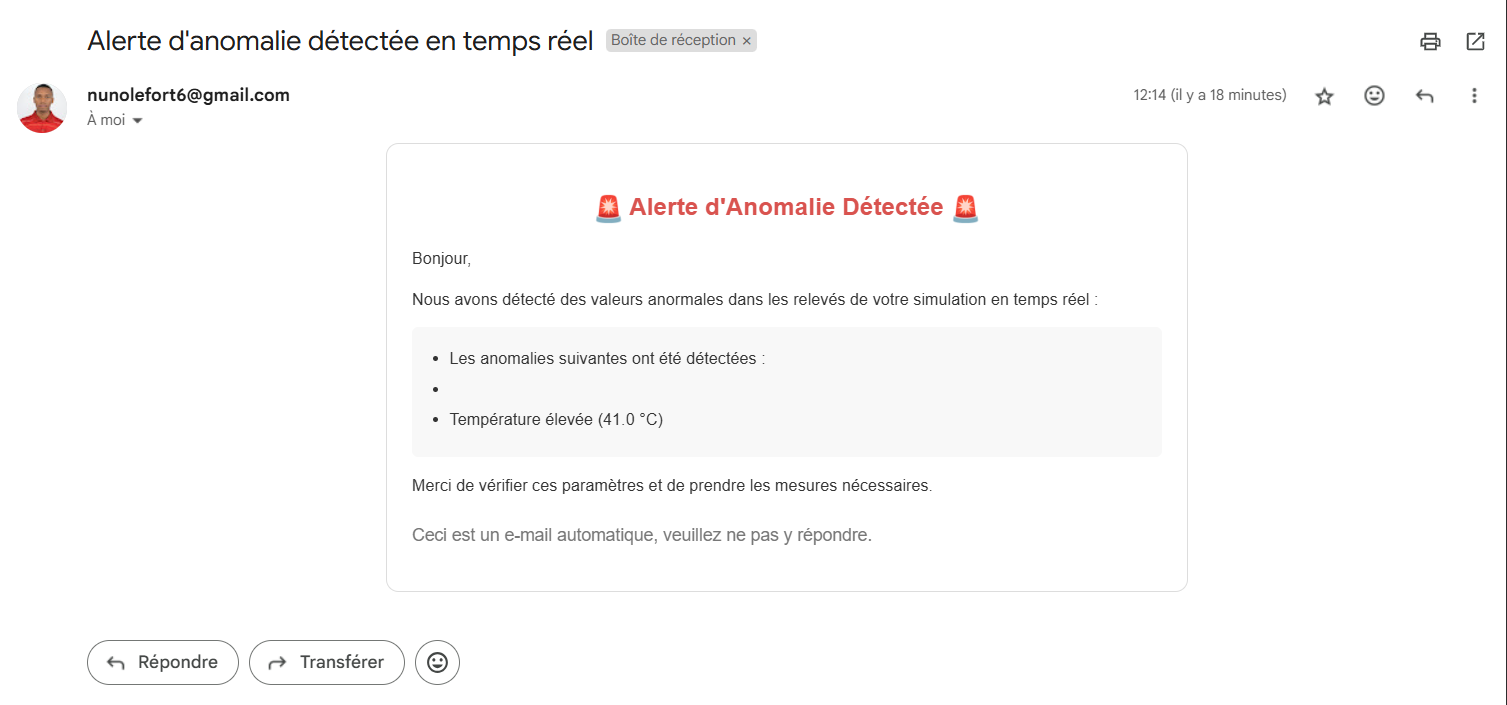 Alerte d'anomalie détectée en temps réel Boîte de réception ×
nunolefort6@gmail.com 12:14 (il y a 18 minutes)
À moi
🚨 Alerte d'Anomalie Détectée 🚨
Bonjour,
Nous avons détecté des valeurs anormales dans les relevés de votre simulation en temps réel :
• Les anomalies suivantes ont été détectées :
•
• Température élevée (41.0 °C)
Merci de vérifier ces paramètres et de prendre les mesures nécessaires.
Ceci est un e-mail automatique, veuillez ne pas y répondre.
Répondre Transférer